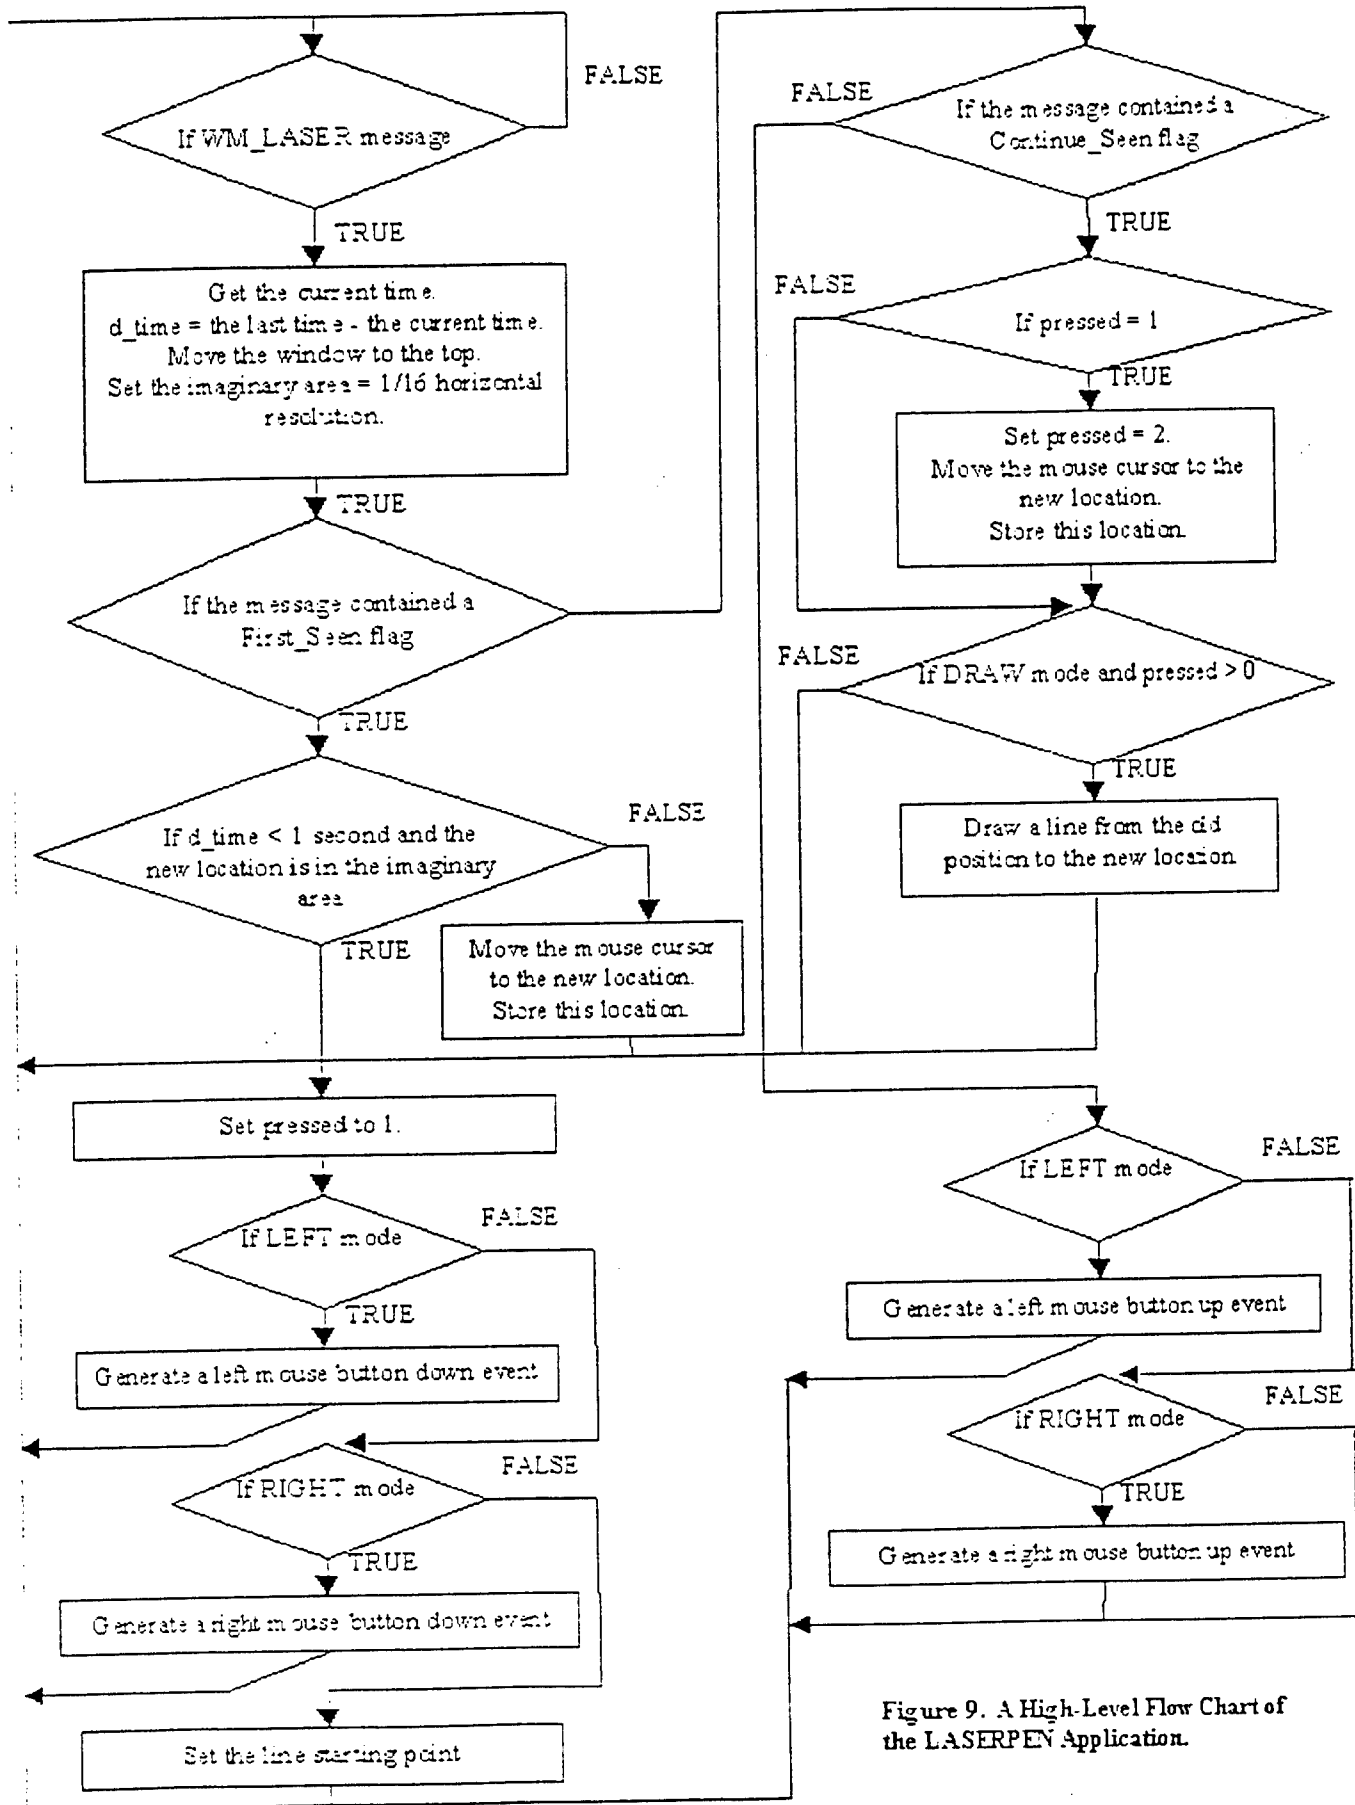 FALSE
If WM_LASER message
TRUE
Get the current time.
d_time = the last time - the current time.
Move the window to the top.
Set the imaginary area = 1/16 horizontal
resolution.
TRUE
If the message contained a
First_Seen flag
TRUE
If d_time < 1 second and the
new location is in the imaginary
area
FALSE
TRUE
Move the mouse cursor
to the new location.
Store this location.
Set pressed to 1.
If LEFT mode
FALSE
TRUE
Generate a left mouse button down event
If RIGHT mode
FALSE
TRUE
Generate a right mouse button down event
Set the line starting point
FALSE
If the message contained a
Continue_Seen flag
TRUE
FALSE
If pressed = 1
TRUE
Set pressed = 2.
Move the mouse cursor to the
new location.
Store this location.
FALSE
If DRAW mode and pressed > 0
TRUE
Draw a line from the old
position to the new location
If LEFT mode
FALSE
Generate a left mouse button up event
If RIGHT mode
FALSE
TRUE
Generate a right mouse button up event
Figure 9. A High-Level Flow Chart of
the LASERPEN Application.